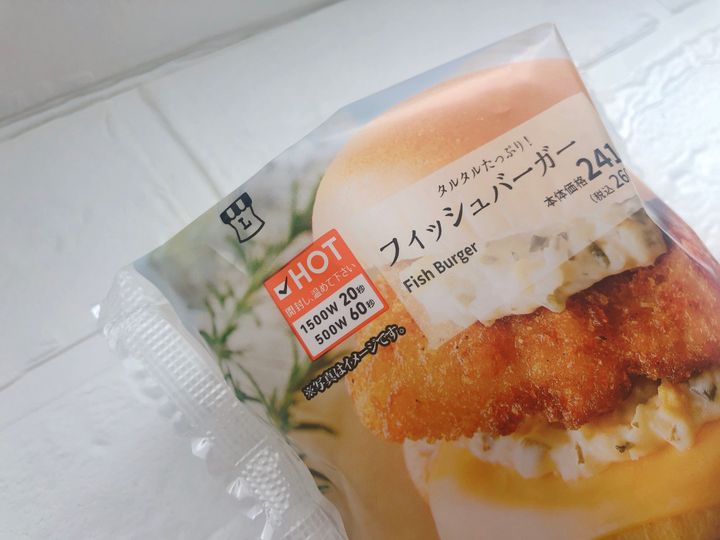 L
タルタルたっぷり!
フィッシュバーガー
Fish Burger
本体価格241
(税込26
✓HOT
開封し、温めて下さい
1500W 20秒
500W 60秒
※写真はイメージです。